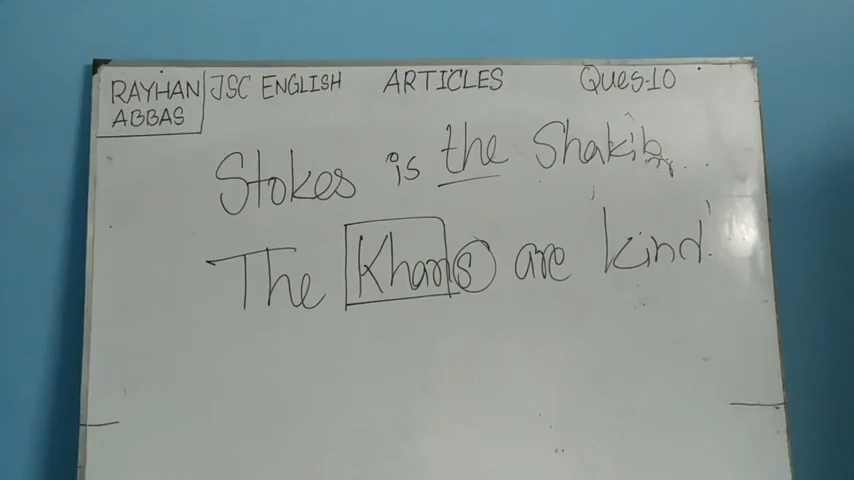 RAYHAN ABBAS JSC ENGLISH ARTICLES Ques-10
Stokes is the Shakib
The Khans are 'kind'